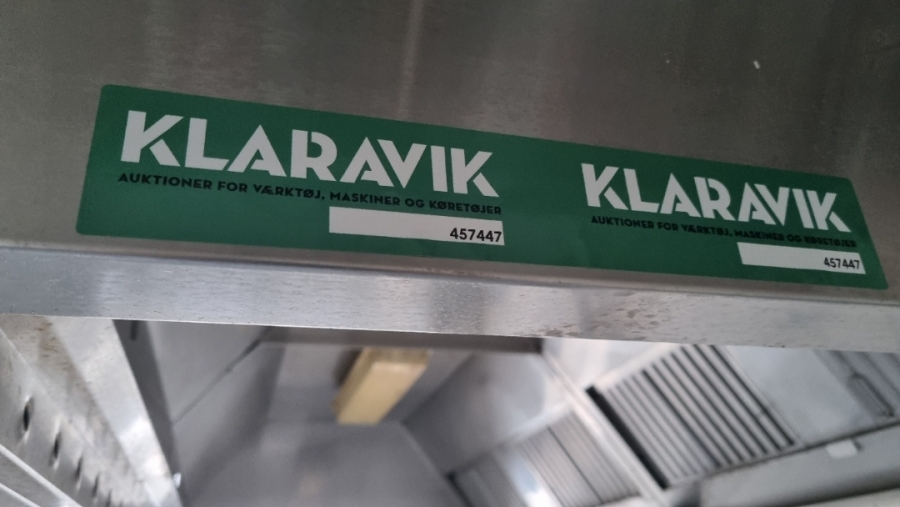 KLARAVIK
AUKTIONER FOR VÆRKTØJ, MASKINER OG KØRETØJER
457447
KLARAVIK
AUKTIONER FOR VÆRKTØJ, MASKINER OG KØRETØJER
457447